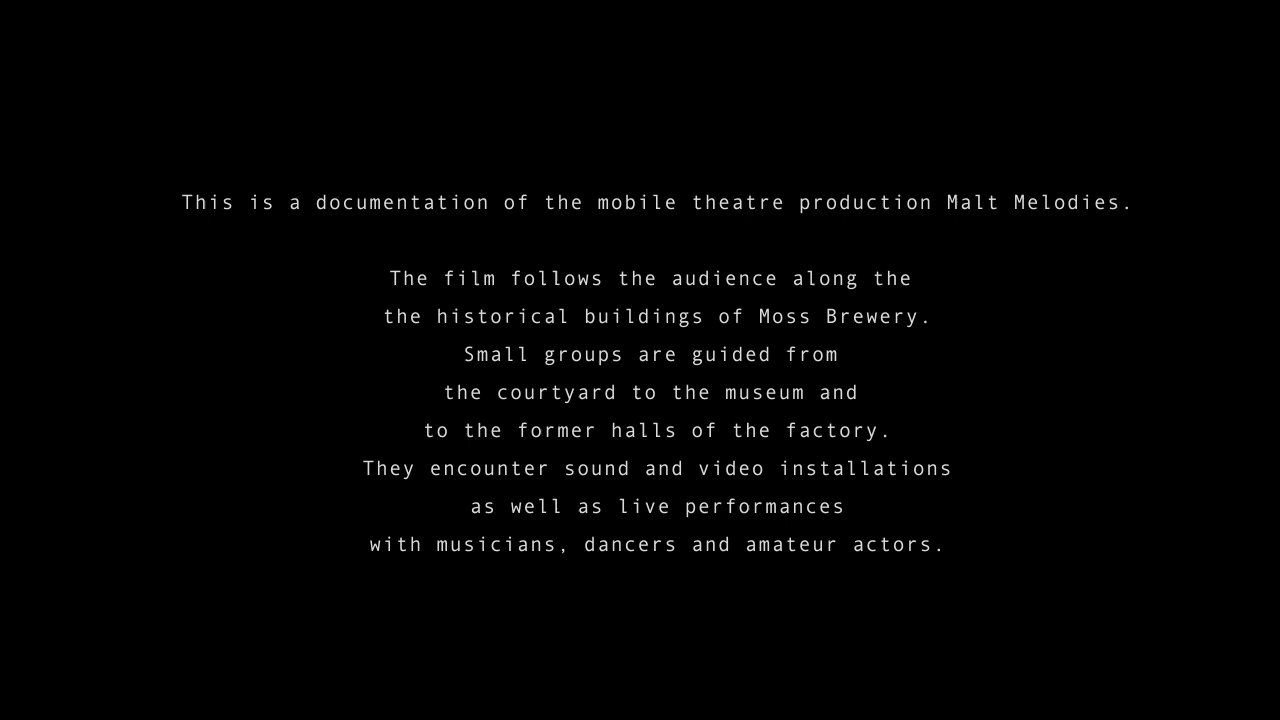 This is a documentation of the mobile theatre production Malt Melodies.
The film follows the audience along the
the historical buildings of Moss Brewery.
Small groups are guided from
the courtyard to the museum and
to the former halls of the factory.
They encounter sound and video installations
as well as live performances
with musicians, dancers and amateur actors.